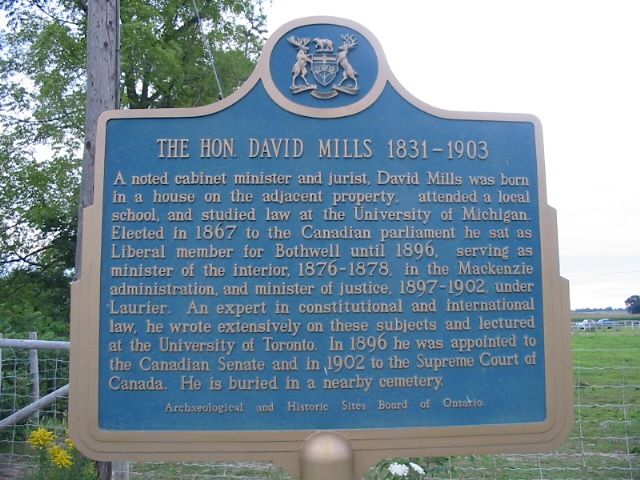 THE HON. DAVID MILLS 1831-1903
A noted cabinet minister and jurist, David Mills was born
in a house on the adjacent property, attended a local
school, and studied law at the University of Michigan.
Elected in 1867 to the Canadian parliament he sat as
Liberal member for Bothwell until 1896, serving as
minister of the interior, 1876-1878, in the Mackenzie
administration, and minister of justice, 1897-1902, under
Laurier. An expert in constitutional and international
law, he wrote extensively on these subjects and lectured
at the University of Toronto. In 1896 he was appointed to
the Canadian Senate and in 1902 to the Supreme Court of
Canada. He is buried in a nearby cemetery.
Archaeological and Historic Sites Board of Ontario.